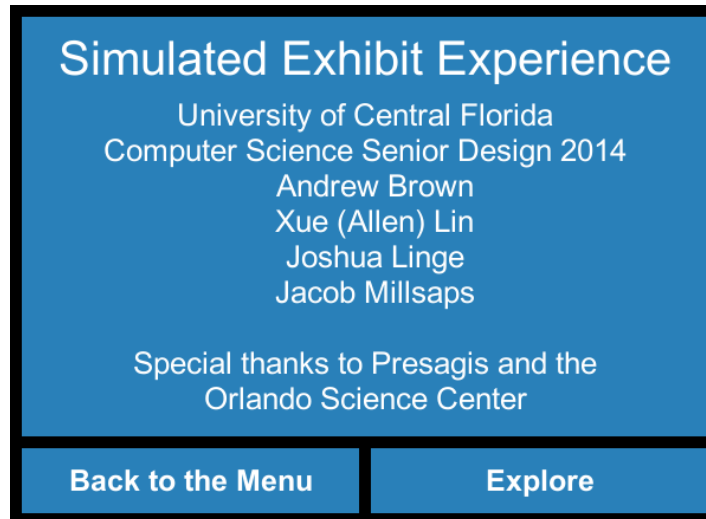 Simulated Exhibit Experience
University of Central Florida
Computer Science Senior Design 2014
Andrew Brown
Xue (Allen) Lin
Joshua Linge
Jacob Millsaps
Special thanks to Presagis and the
Orlando Science Center
Back to the Menu
Explore